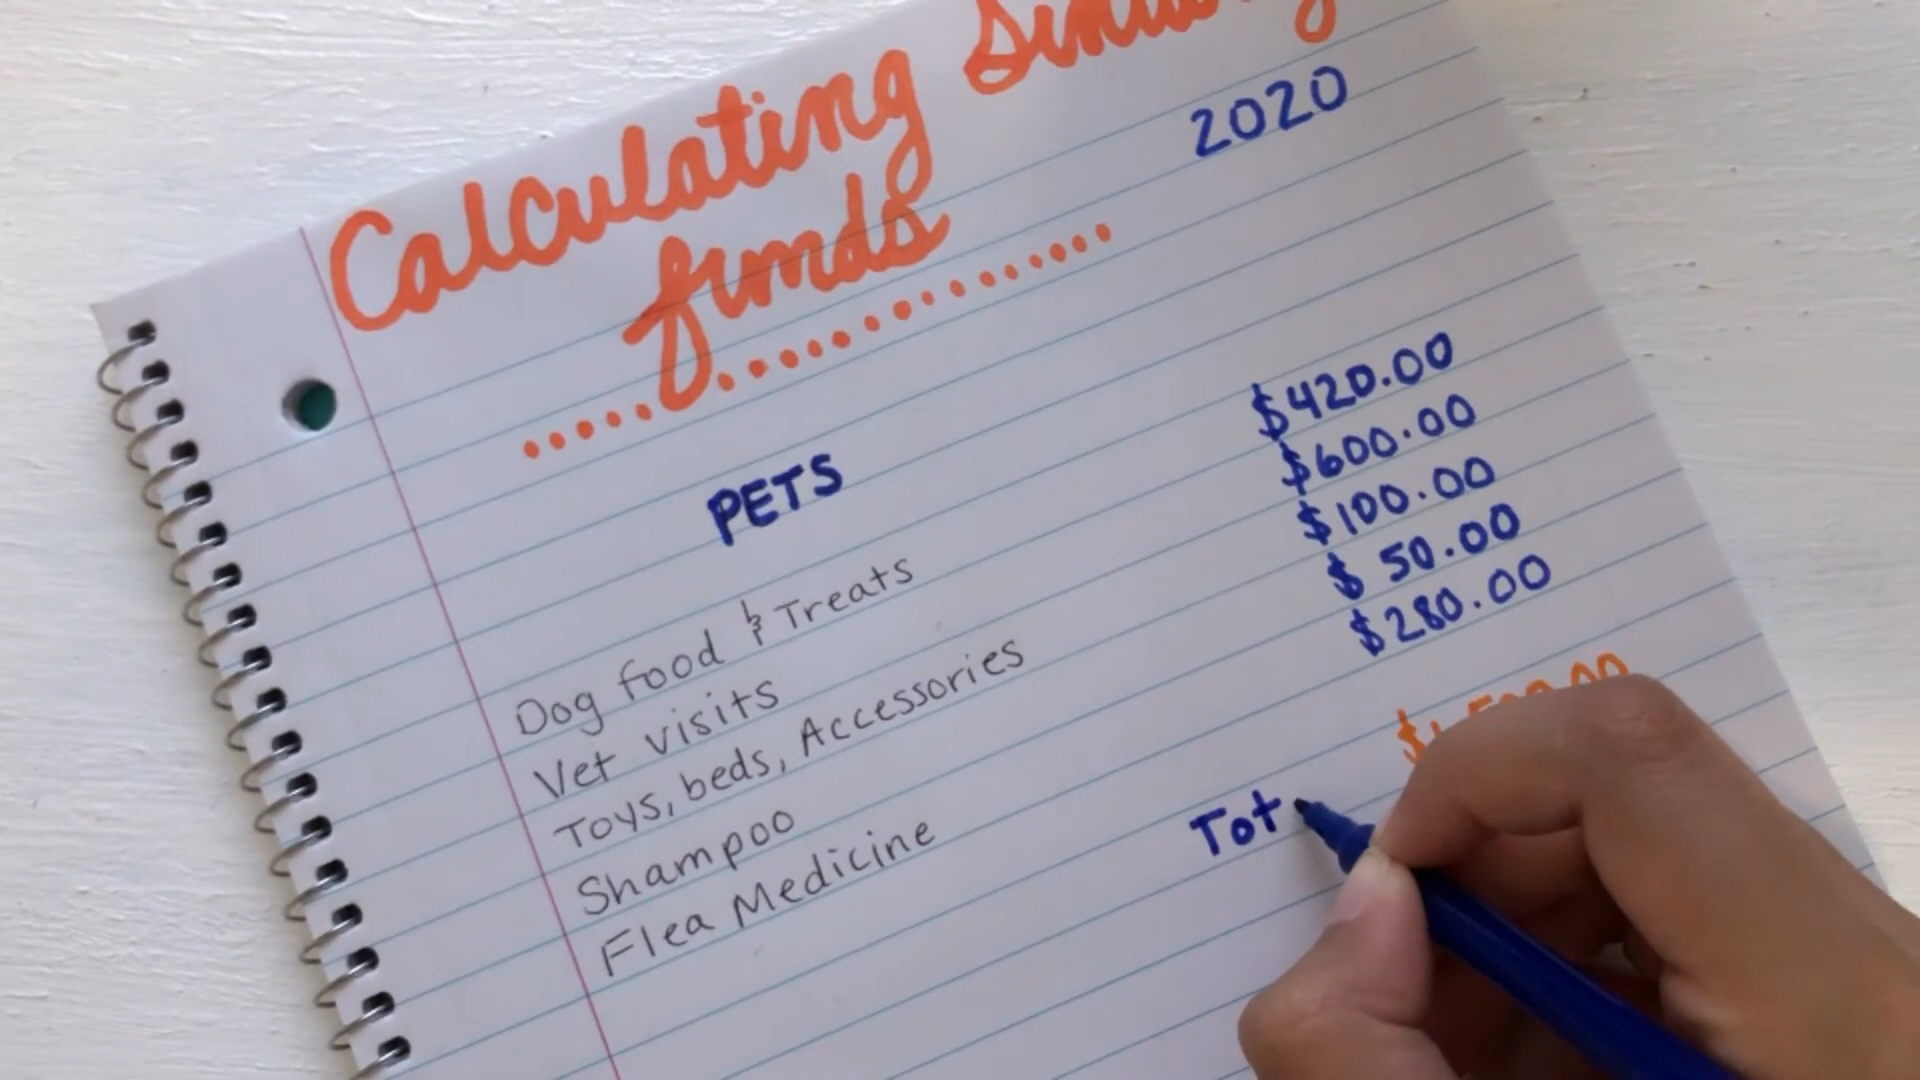 Calculating
funds
2020
PETS
Dog food & Treats $420.00
Vet visits $600.00
Toys, beds, Accessories $100.00
Shampoo $ 50.00
Flea Medicine $280.00
Tot